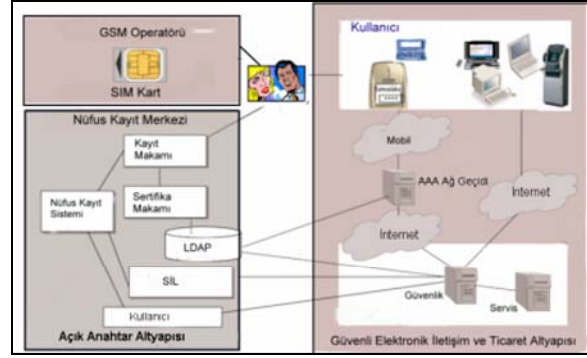 GSM Operatörü
SIM Kart
Nüfus Kayıt Merkezi
Kayıt
Makamı
Nüfus Kayıt
Sistemi
Sertifika
Makamı
LDAP
SİL
Kullanıcı
Açık Anahtar Altyapısı
Kullanıcı
Mobil
AAA Ağ Geçidi
İnternet
İnternet
Güvenlik
Servis
Güvenli Elektronik İletişim ve Ticaret Altyapısı